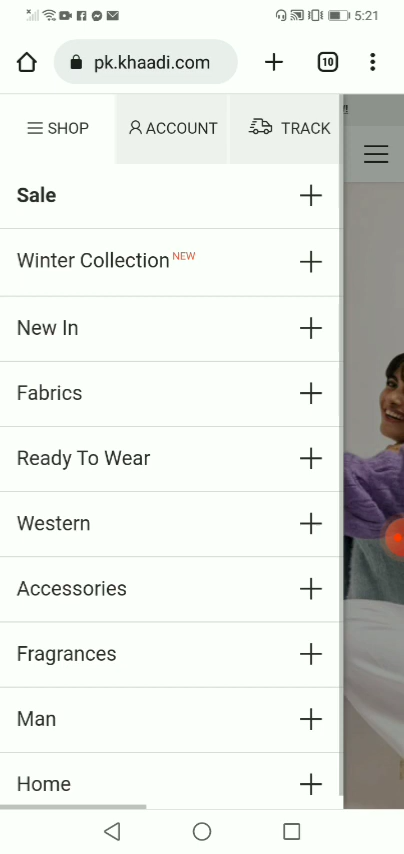 5:21
pk.khaadi.com
10
SHOP
ACCOUNT
TRACK
Sale
Winter Collection NEW
New In
Fabrics
Ready To Wear
Western
Accessories
Fragrances
Man
Home